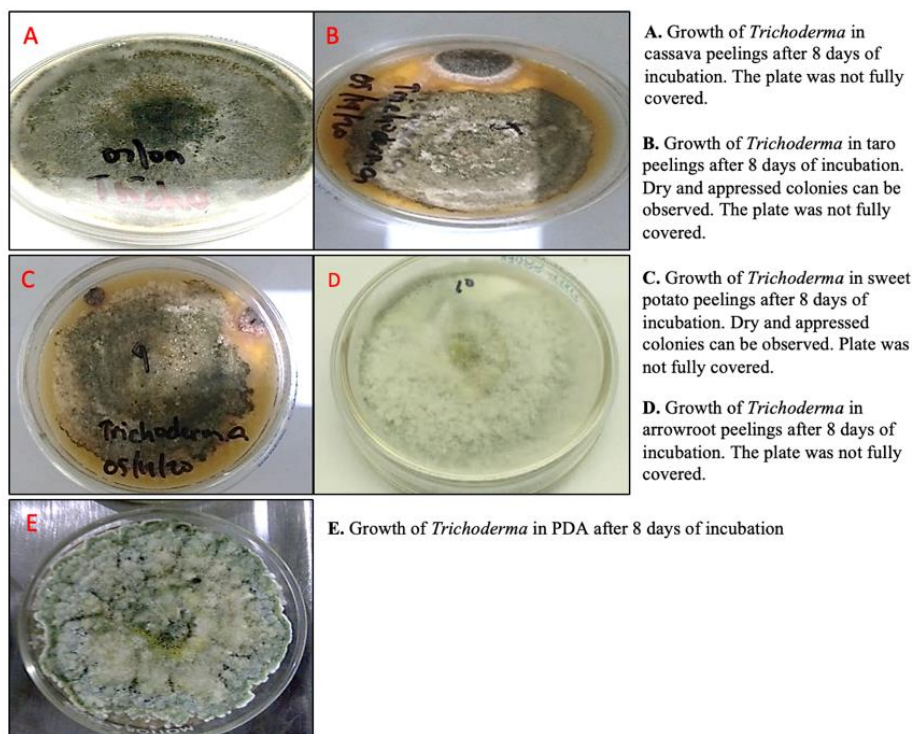 A
B
A. Growth of Trichoderma in
cassava peelings after 8 days of
incubation. The plate was not fully
covered.
B. Growth of Trichoderma in taro
peelings after 8 days of incubation.
Dry and appressed colonies can be
observed. The plate was not fully
covered.
Trichoderma
C
D
C. Growth of Trichoderma in sweet
potato peelings after 8 days of
incubation. Dry and appressed
colonies can be observed. Plate was
not fully covered.
D. Growth of Trichoderma in
arrowroot peelings after 8 days of
incubation. The plate was not fully
covered.
9
Trichoderma
05/11/20
E
E. Growth of Trichoderma in PDA after 8 days of incubation